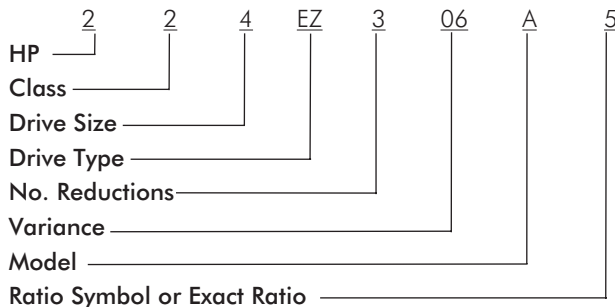 2 2 4 EZ 3 06 A 5
HP
Class
Drive Size
Drive Type
No. Reductions
Variance
Model
Ratio Symbol or Exact Ratio